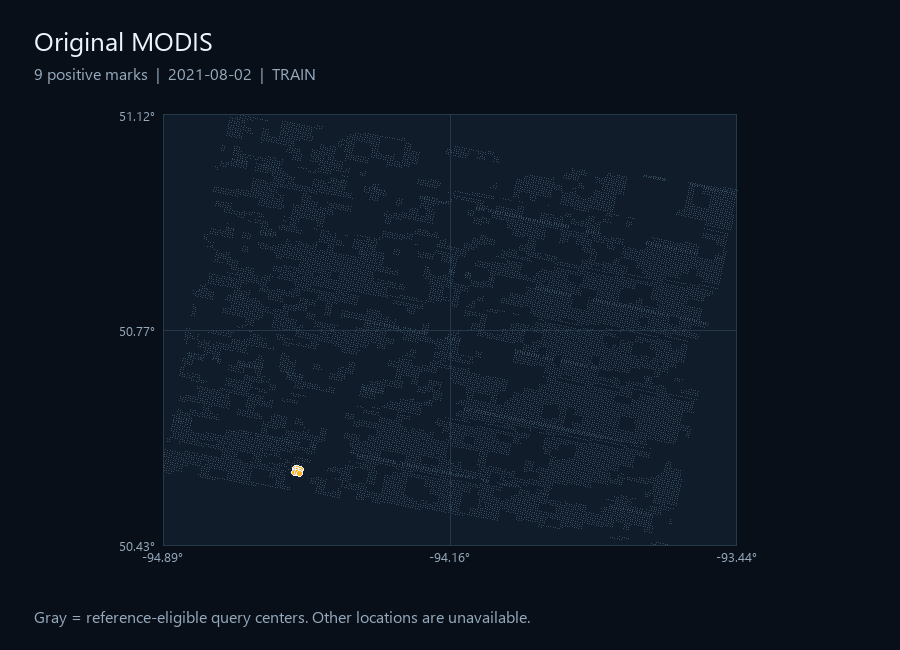 Original MODIS
9 positive marks | 2021-08-02 | TRAIN
51.12°
50.77°
50.43°
-94.89°
-94.16°
-93.44°
Gray = reference-eligible query centers. Other locations are unavailable.